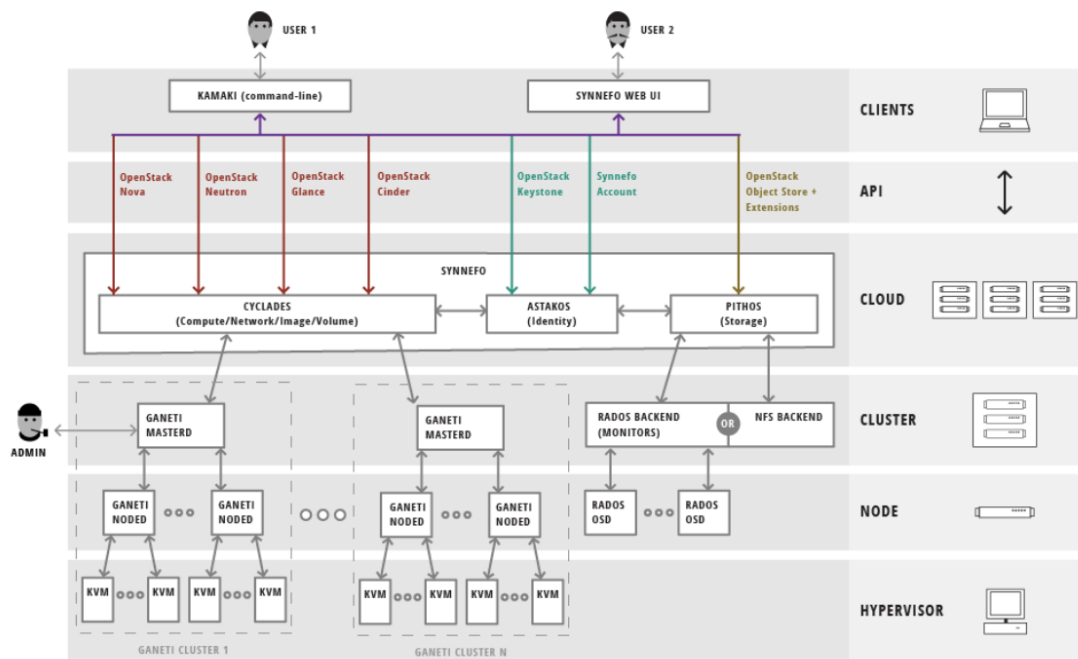 USER 1
USER 2
KAMAKI (command-line)
SYNNEFO WEB UI
CLIENTS
OpenStack
Nova
OpenStack
Neutron
OpenStack
Glance
OpenStack
Cinder
OpenStack
Keystone
Synnefo
Account
OpenStack
Object Store +
Extensions
API
SYNNEFO
CYCLADES
(Compute/Network/Image/Volume)
ASTAKOS
(Identity)
PITHOS
(Storage)
CLOUD
ADMIN
GANETI
MASTERD
GANETI
MASTERD
RADOS BACKEND
(MONITORS)
OR
NFS BACKEND
CLUSTER
GANETI
NODED
GANETI
NODED
GANETI
NODED
GANETI
NODED
RADOS
OSD
RADOS
OSD
NODE
KVM
KVM
KVM
KVM
KVM
KVM
KVM
KVM
HYPERVISOR
GANETI CLUSTER 1
GANETI CLUSTER N